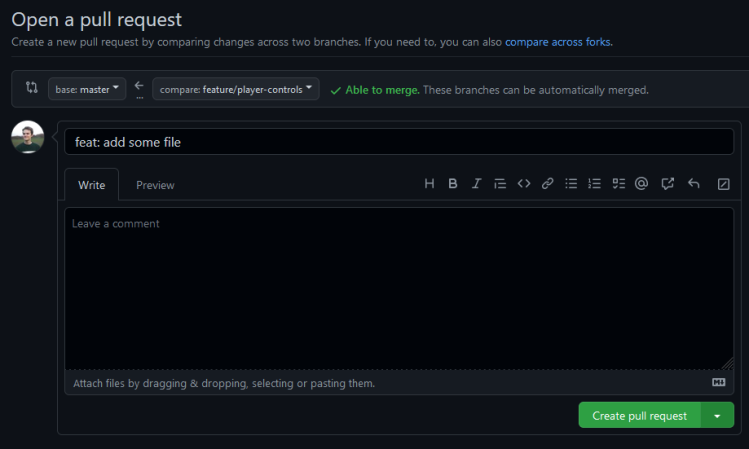 Open a pull request
Create a new pull request by comparing changes across two branches. If you need to, you can also compare across forks.
base: master
compare: feature/player-controls
Able to merge. These branches can be automatically merged.
feat: add some file
Write Preview
H B I
Leave a comment
Attach files by dragging & dropping, selecting or pasting them.
Create pull request